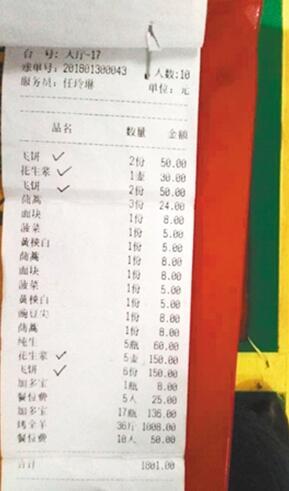 台 号: 大厅-17
账单号: 201801300043 人数:10
服务员: 任玲琳 单位: 元
品名 数量 金额
飞饼 2份 50.00
花生浆 1壶 30.00
飞饼 2份 50.00
茼蒿 3份 24.00
面块 1份 8.00
菠菜 1份 5.00
黄秧白 1份 5.00
茼蒿 1份 8.00
面块 1份 8.00
菠菜 1份 5.00
黄秧白 1份 5.00
豌豆尖 1份 8.00
茼蒿 1份 8.00
纯生 5瓶 60.00
花生浆 5壶 150.00
飞饼 6份 150.00
加多宝 1瓶 8.00
餐位费 5人 25.00
加多宝 17瓶 136.00
烤全羊 36斤 1008.00
餐位费 10人 50.00
合计 1801.00